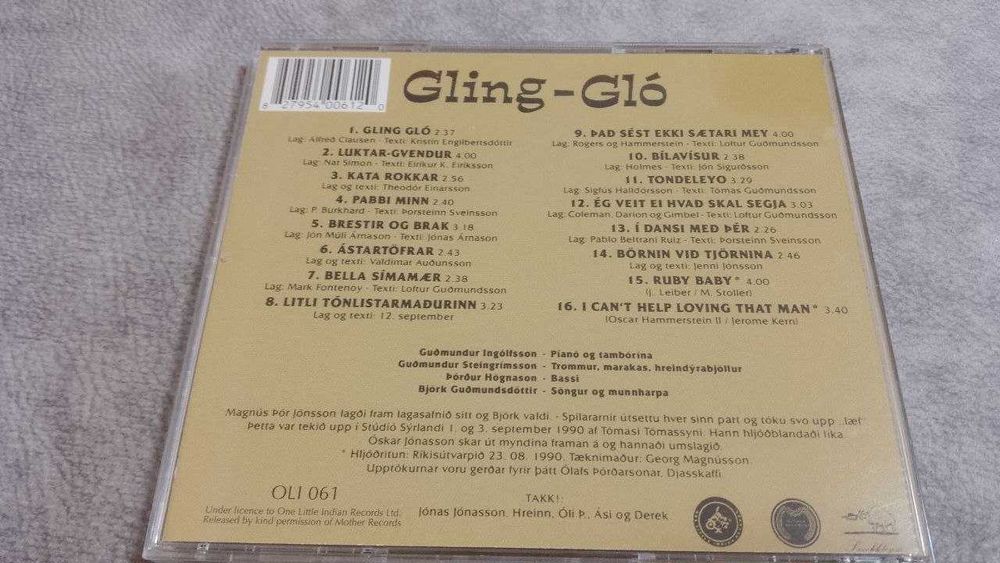 Gling-Gló
8 27954 00612 0
1. GLING GLÓ 2.37
Lag: Alfred Clausen - Texti: Kristín Engilbertsdóttir
2. LUKTAR-GVENDUR 4.00
Lag: Nat Simon - Texti: Eiríkur K. Eiríksson
3. KATA ROKKAR 2.56
Lag og texti: Theodór Einarsson
4. PABBI MINN 2.40
Lag: P. Burkhard - Texti: Þorsteinn Sveinsson
5. BRESTIR OG BRAK 3.18
Lag: Jón Múli Árnason - Texti: Jónas Árnason
6. ÁSTARTÖFRAR 2.43
Lag og texti: Valdimar Auðunsson
7. BELLA SÍMAMÆR 2.38
Lag: Mark Fontenoy - Texti: Loftur Guðmundsson
8. LITLI TÓNLISTARMAÐURINN 3.23
Lag og texti: 12. september
9. ÞAÐ SÉST EKKI SÆTARI MEY 4.00
Lag: Rogers og Hammerstein - Texti: Loftur Guðmundsson
10. BÍLAVÍSUR 2.38
Lag: Holmes - Texti: Jón Sigurðsson
11. TONDELEYO 3.29
Lag: Sigfús Halldórsson - Texti: Tómas Guðmundsson
12. ÉG VEIT EI HVAÐ SKAL SEGJA 3.03
Lag: Coleman, Darion og Gimbel - Texti: Loftur Guðmundsson
13. Í DANSI MEÐ ÞÉR 2.26
Lag: Pablo Beltrani Ruiz - Texti: Þorsteinn Sveinsson
14. BÖRNIN VIÐ TJÖRNINA 2.46
Lag og texti: Jenni Jónsson
15. RUBY BABY* 4.00
(J. Leiber / M. Stoller)
16. I CAN'T HELP LOVING THAT MAN* 3.40
(Oscar Hammerstein II / Jerome Kern)
Guðmundur Ingólfsson - Píanó og tambórína
Guðmundur Steingrímsson - Trommur, marakas, hreindýrabjöllur
Þórður Högnason - Bassi
Björk Guðmundsdóttir - Söngur og munnharpa
Magnús Þór Jónsson lagði fram lagasafnið sitt og Björk valdi. - Spilararnir útsettu hver sinn part og tóku svo upp „læf"
Þetta var tekið upp í Stúdíó Sýrlandi 1. og 3. september 1990 af Tómasi Tómassyni. Hann hljóðblandaði líka.
Óskar Jónasson skar út myndina framan á og hannaði umslagið.
* Hljóðritun: Ríkisútvarpið 23. 08. 1990. Tæknimaður: Georg Magnússon.
Upptökurnar voru gerðar fyrir þátt Ólafs Þórðarsonar, Djasskaffi.
OLI 061
Under licence to One Little Indian Records Ltd.
Released by kind permission of Mother Records
TAKK!:
Jónas Jónasson, Hreinn, Óli Þ., Ási og Derek